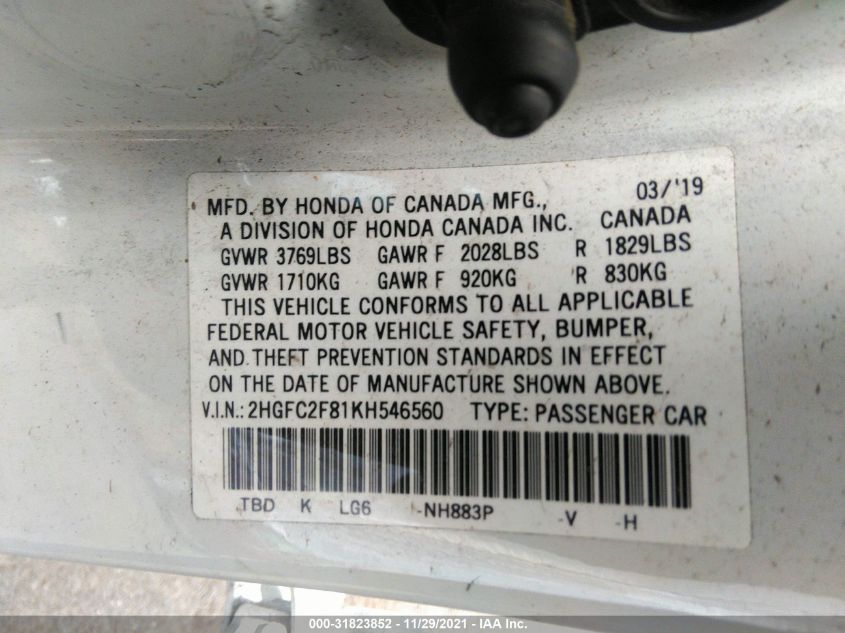 03/'19
MFD. BY HONDA OF CANADA MFG.,
A DIVISION OF HONDA CANADA INC. CANADA
GVWR 3769LBS GAWR F 2028LBS R 1829LBS
GVWR 1710KG GAWR F 920KG R 830KG
THIS VEHICLE CONFORMS TO ALL APPLICABLE
FEDERAL MOTOR VEHICLE SAFETY, BUMPER,
AND THEFT PREVENTION STANDARDS IN EFFECT
ON THE DATE OF MANUFACTURE SHOWN ABOVE.
V.I.N.: 2HGFC2F81KH546560 TYPE: PASSENGER CAR
TBD K LG6 -NH883P -V -H
000-31823852 - 11/29/2021 - IAA Inc.